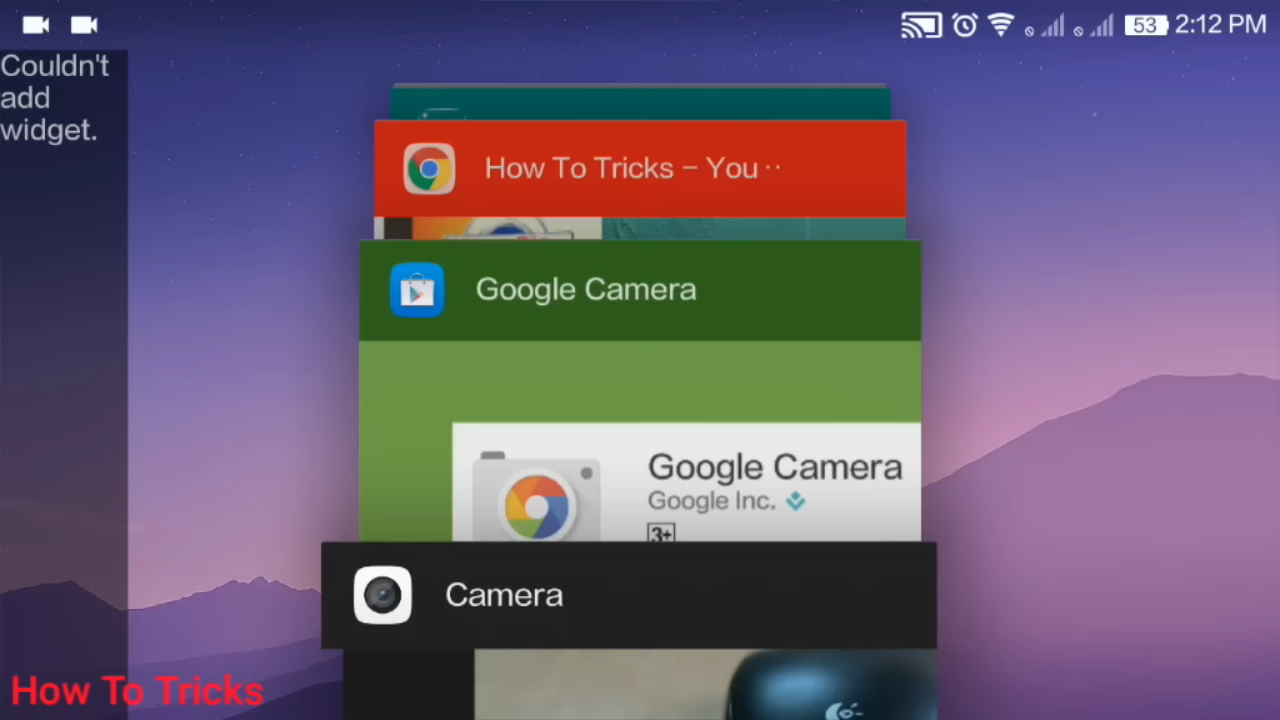 53 2:12 PM
Couldn't
add
widget.
How To Tricks – You ··
Google Camera
Google Camera
Google Inc.
3+
Camera
How To Tricks